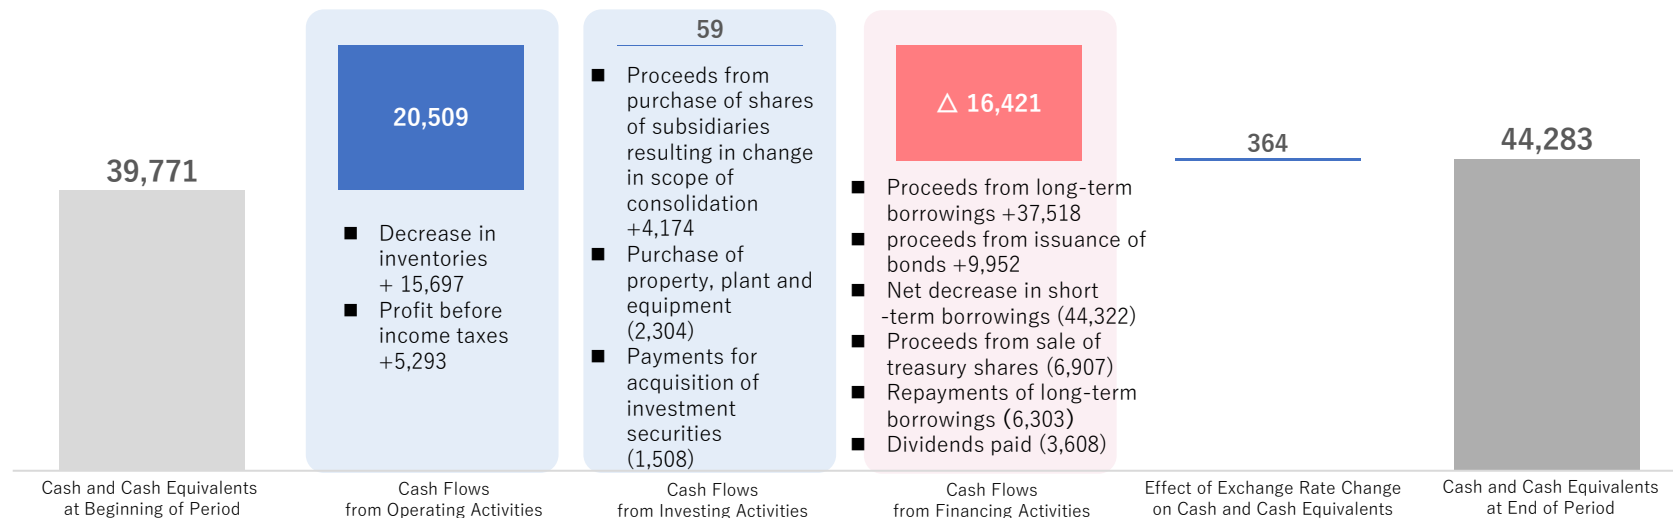 39,771
Cash and Cash Equivalents
at Beginning of Period
20,509
■ Decrease in
inventories
+ 15,697
■ Profit before
income taxes
+5,293
Cash Flows
from Operating Activities
59
■ Proceeds from
purchase of shares
of subsidiaries
resulting in change
in scope of
consolidation
+4,174
■ Purchase of
property, plant and
equipment
(2,304)
■ Payments for
acquisition of
investment
securities
(1,508)
Cash Flows
from Investing Activities
△ 16,421
■ Proceeds from long-term
borrowings +37,518
■ proceeds from issuance of
bonds +9,952
■ Net decrease in short
-term borrowings (44,322)
■ Proceeds from sale of
treasury shares (6,907)
■ Repayments of long-term
borrowings (6,303)
■ Dividends paid (3,608)
Cash Flows
from Financing Activities
364
Effect of Exchange Rate Change
on Cash and Cash Equivalents
44,283
Cash and Cash Equivalents
at End of Period